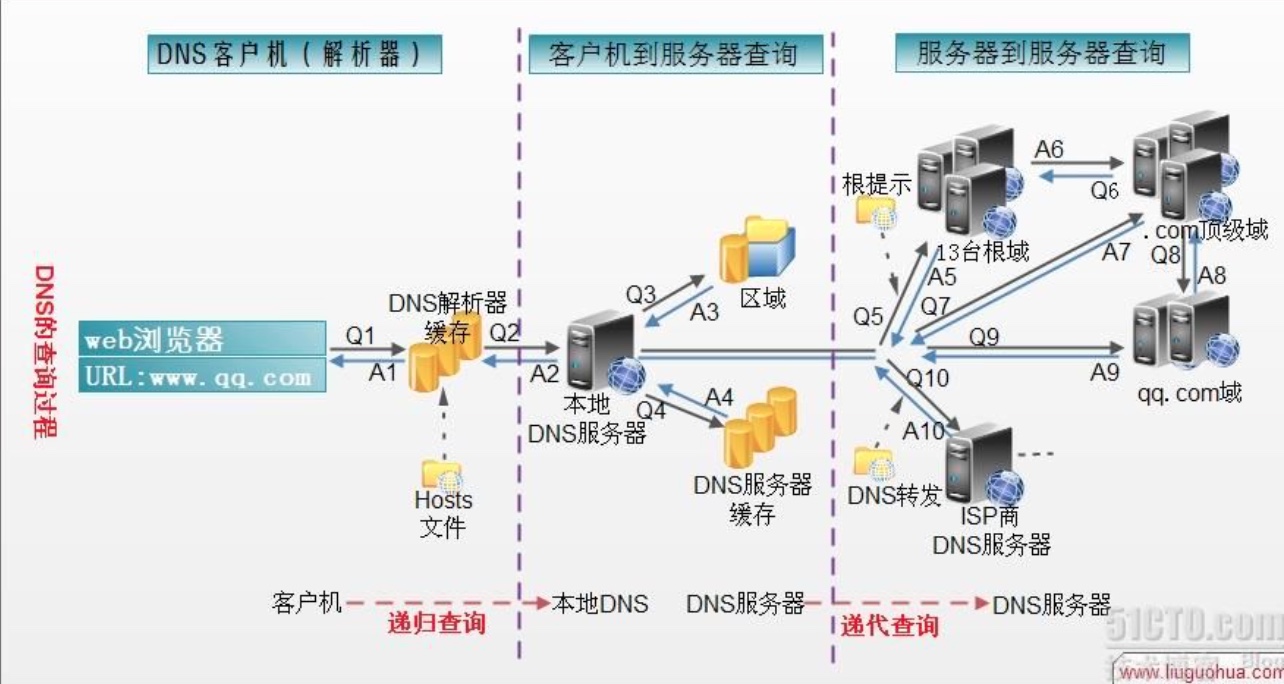 DNS客户机（解析器）
客户机到服务器查询
服务器到服务器查询
DNS的查询过程
web浏览器
URL:www.qq.com
Q1
A1
DNS解析器
缓存
Hosts
文件
Q2
A2
本地
DNS服务器
Q3
A3
区域
Q4
A4
DNS服务器
缓存
根提示
13台根域
A6
Q6
.com顶级域
Q5
A5
Q7
A7
Q8
A8
Q9
A9
qq.com域
Q10
A10
DNS转发
ISP商
DNS服务器
客户机
递归查询
本地DNS
DNS服务器
递代查询
DNS服务器
51CTO.com
技术博客
Blog
www.liuguohua.com